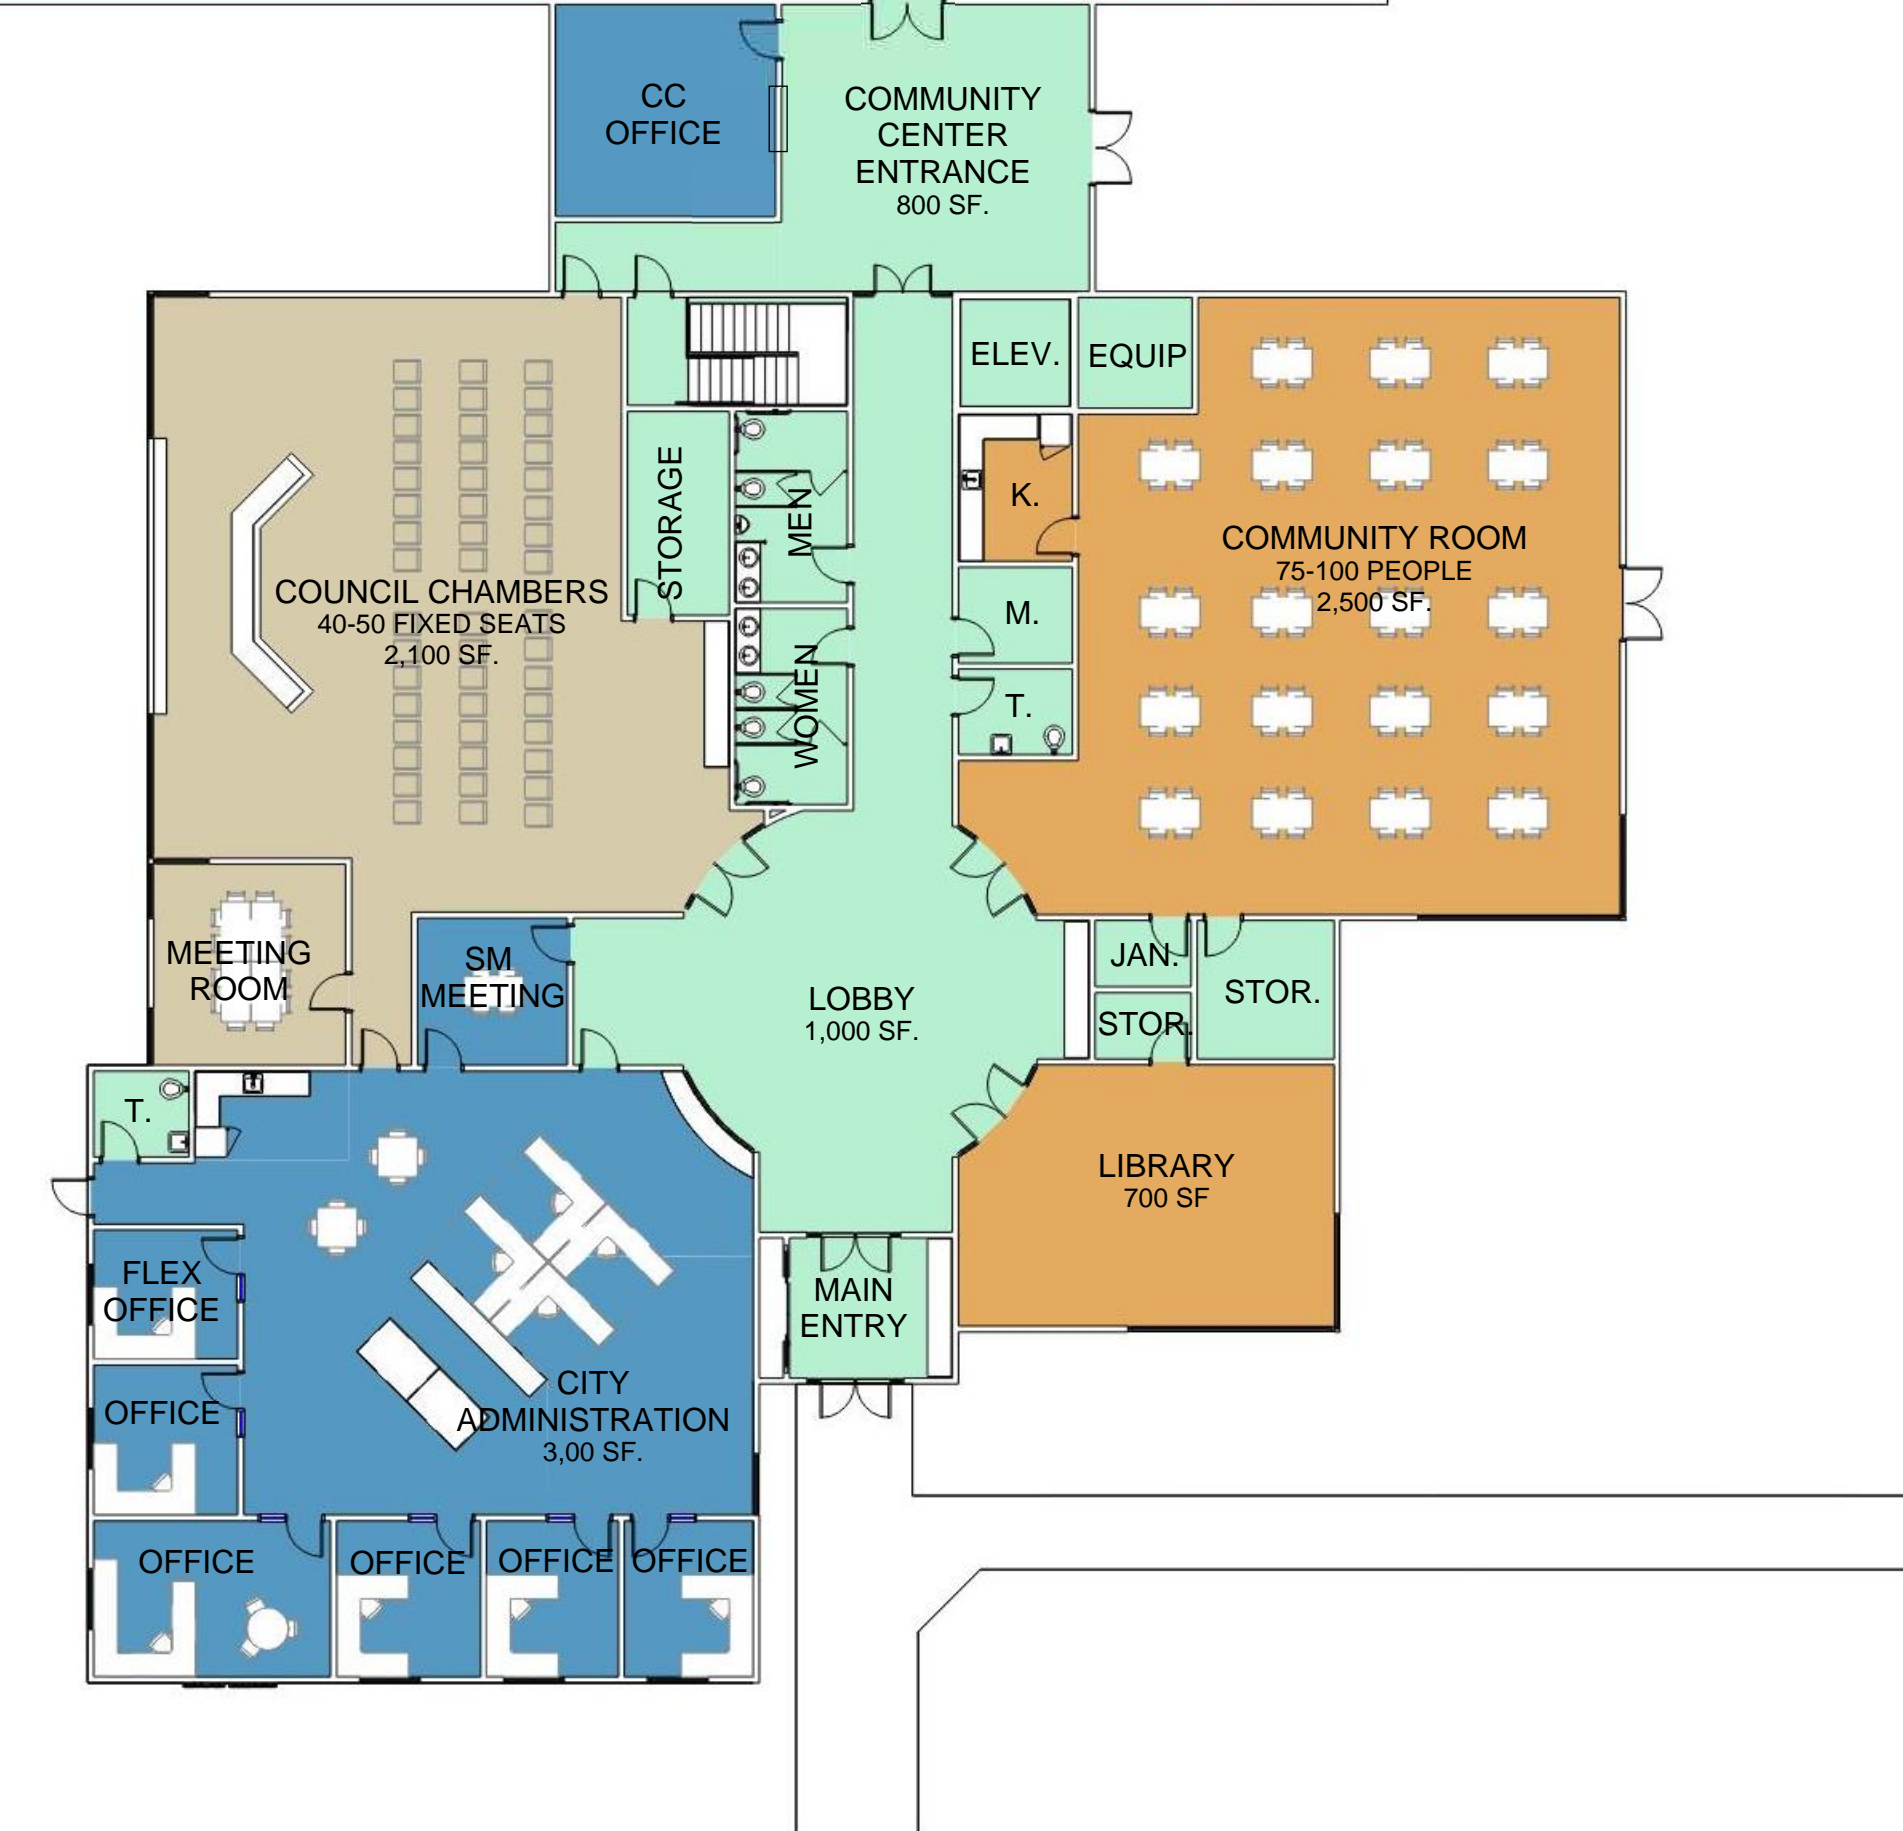 CC
OFFICE
COMMUNITY
CENTER
ENTRANCE
800 SF.
ELEV.
EQUIP
STORAGE
MEN
K.
COMMUNITY ROOM
75-100 PEOPLE
2,500 SF.
COUNCIL CHAMBERS
40-50 FIXED SEATS
2,100 SF.
M.
WOMEN
T.
MEETING
ROOM
SM
MEETING
LOBBY
1,000 SF.
JAN.
STOR.
STOR.
T.
LIBRARY
700 SF
FLEX
OFFICE
MAIN
ENTRY
OFFICE
CITY
ADMINISTRATION
3,00 SF.
OFFICE
OFFICE
OFFICE
OFFICE